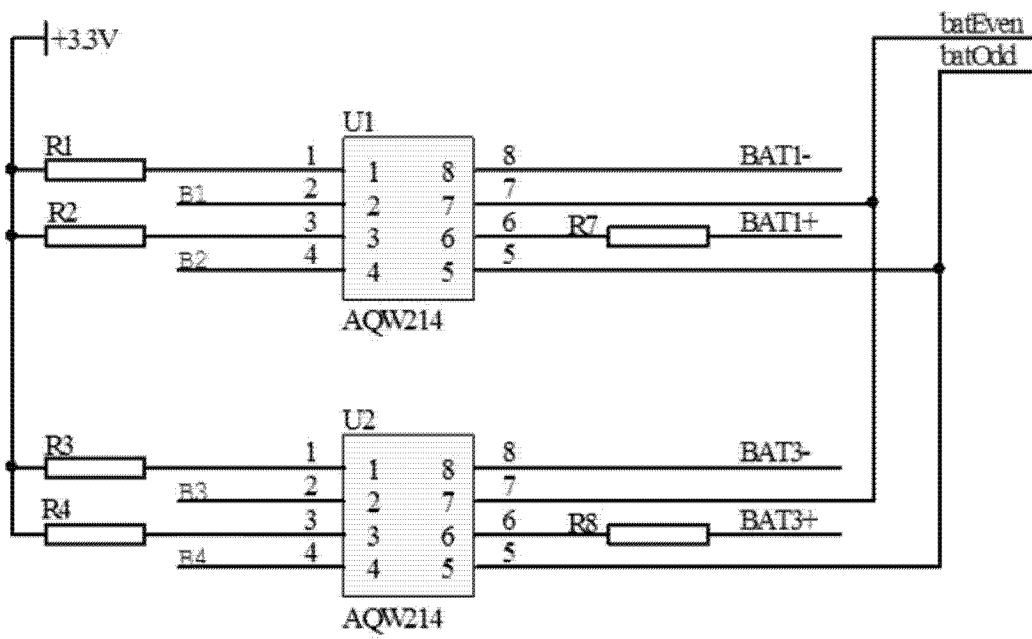 batEven
+3.3V
batOdd
U1
R1 1 1 8 8 BAT1-
B1 2 2 7 7
R2 3 3 6 6 R7 BAT1+
B2 4 4 5 5
AQW214
U2
R3 1 1 8 8 BAT3-
B3 2 2 7 7
R4 3 3 6 6 R8 BAT3+
B4 4 4 5 5
AQW214